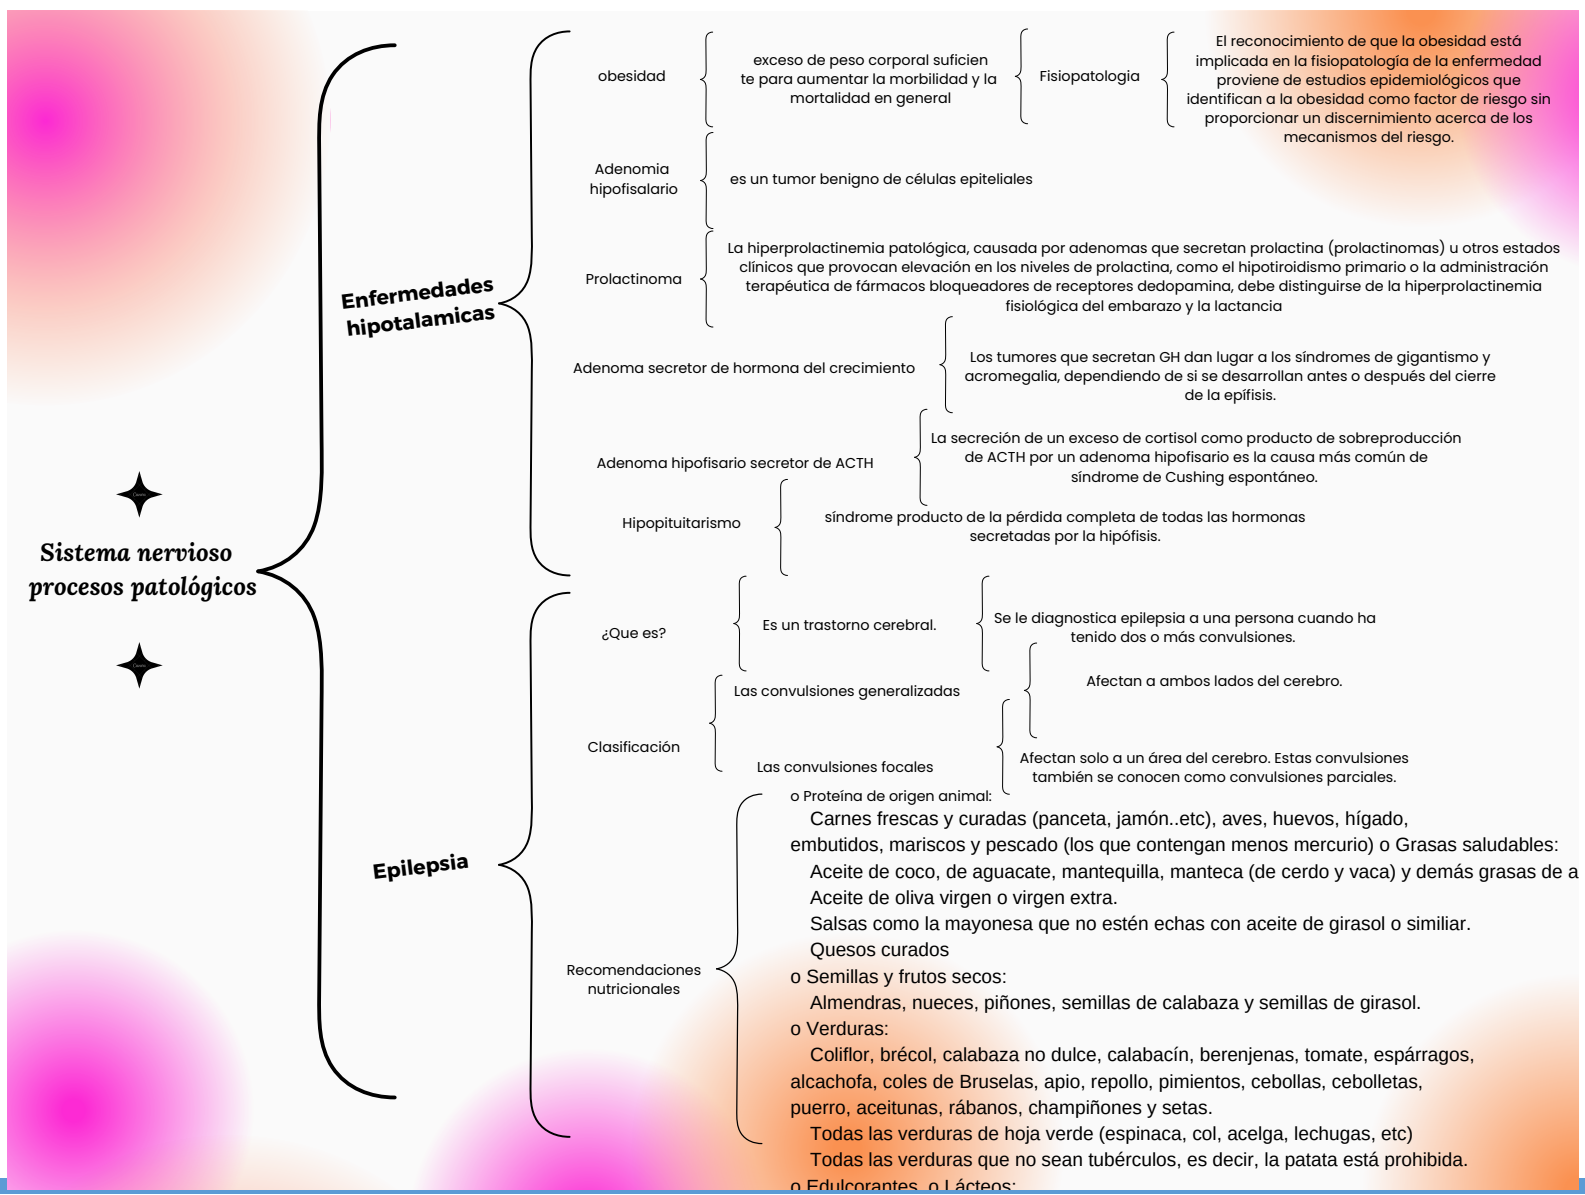 Sistema nervioso
procesos patológicos
Enfermedades
hipotalamicas
obesidad
exceso de peso corporal suficien
te para aumentar la morbilidad y la
mortalidad en general
Fisiopatologia
El reconocimiento de que la obesidad está
implicada en la fisiopatología de la enfermedad
proviene de estudios epidemiológicos que
identifican a la obesidad como factor de riesgo sin
proporcionar un discernimiento acerca de los
mecanismos del riesgo.
Adenomia
hipofisalario
es un tumor benigno de células epiteliales
Prolactinoma
La hiperprolactinemia patológica, causada por adenomas que secretan prolactina (prolactinomas) u otros estados
clínicos que provocan elevación en los niveles de prolactina, como el hipotiroidismo primario o la administración
terapéutica de fármacos bloqueadores de receptores dedopamina, debe distinguirse de la hiperprolactinemia
fisiológica del embarazo y la lactancia
Adenoma secretor de hormona del crecimiento
Los tumores que secretan GH dan lugar a los síndromes de gigantismo y
acromegalia, dependiendo de si se desarrollan antes o después del cierre
de la epífisis.
Adenoma hipofisario secretor de ACTH
La secreción de un exceso de cortisol como producto de sobreproducción
de ACTH por un adenoma hipofisario es la causa más común de
síndrome de Cushing espontáneo.
Hipopituitarismo
síndrome producto de la pérdida completa de todas las hormonas
secretadas por la hipófisis.
Epilepsia
¿Que es?
Es un trastorno cerebral.
Se le diagnostica epilepsia a una persona cuando ha
tenido dos o más convulsiones.
Clasificación
Las convulsiones generalizadas
Afectan a ambos lados del cerebro.
Las convulsiones focales
Afectan solo a un área del cerebro. Estas convulsiones
también se conocen como convulsiones parciales.
Recomendaciones
nutricionales
o Proteína de origen animal:
Carnes frescas y curadas (panceta, jamón..etc), aves, huevos, hígado,
embutidos, mariscos y pescado (los que contengan menos mercurio) o Grasas saludables:
Aceite de coco, de aguacate, mantequilla, manteca (de cerdo y vaca) y demás grasas de a
Aceite de oliva virgen o virgen extra.
Salsas como la mayonesa que no estén echas con aceite de girasol o similiar.
Quesos curados
o Semillas y frutos secos:
Almendras, nueces, piñones, semillas de calabaza y semillas de girasol.
o Verduras:
Coliflor, brécol, calabaza no dulce, calabacín, berenjenas, tomate, espárragos,
alcachofa, coles de Bruselas, apio, repollo, pimientos, cebollas, cebolletas,
puerro, aceitunas, rábanos, champiñones y setas.
Todas las verduras de hoja verde (espinaca, col, acelga, lechugas, etc)
Todas las verduras que no sean tubérculos, es decir, la patata está prohibida.
o Edulcorantes, o Lácteos: